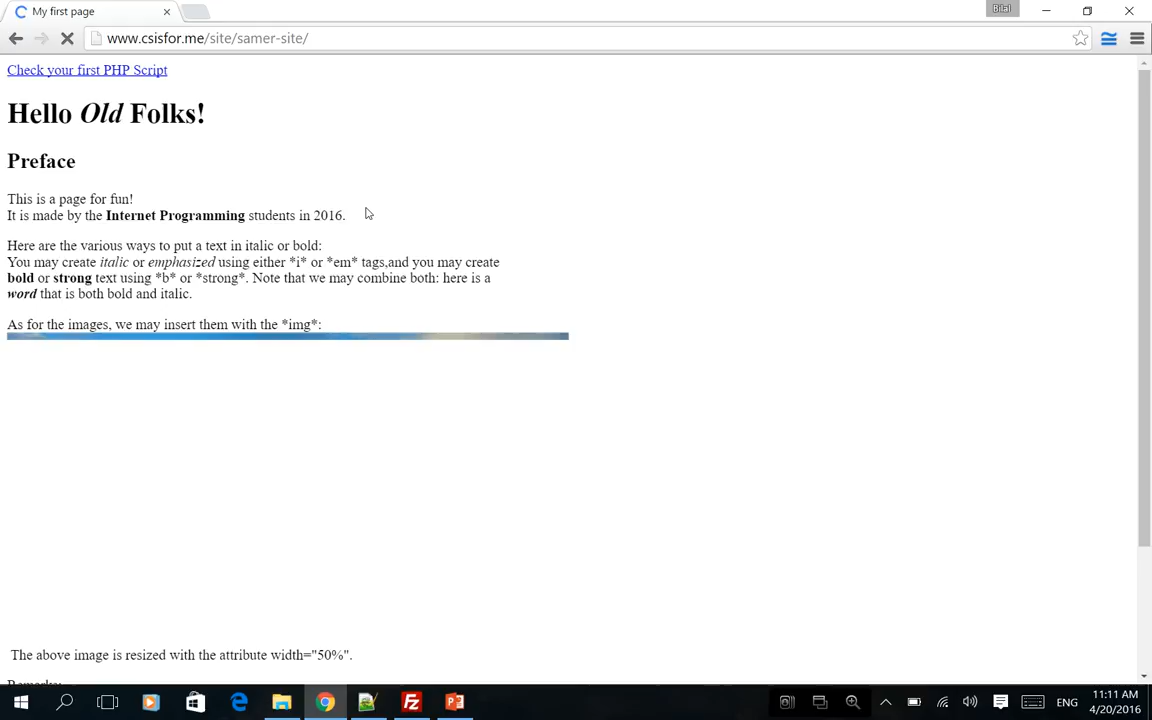 My first page
Bilal
www.csisfor.me/site/samer-site/
Check your first PHP Script
Hello Old Folks!
Preface
This is a page for fun!
It is made by the Internet Programming students in 2016.
Here are the various ways to put a text in italic or bold:
You may create italic or emphasized using either *i* or *em* tags,and you may create
bold or strong text using *b* or *strong*. Note that we may combine both: here is a
word that is both bold and italic.
As for the images, we may insert them with the *img*:
The above image is resized with the attribute width="50%".
Remarks:
ENG
11:11 AM
4/20/2016